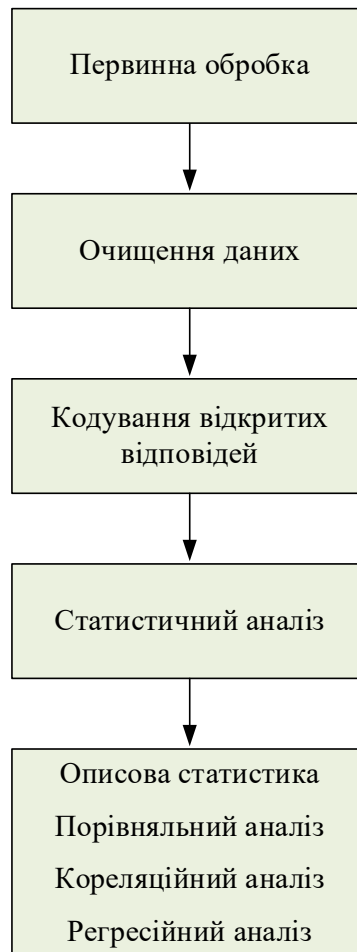 Первинна обробка
Очищення даних
Кодування відкритих
відповідей
Статистичний аналіз
Описова статистика
Порівняльний аналіз
Кореляційний аналіз
Регресійний аналіз